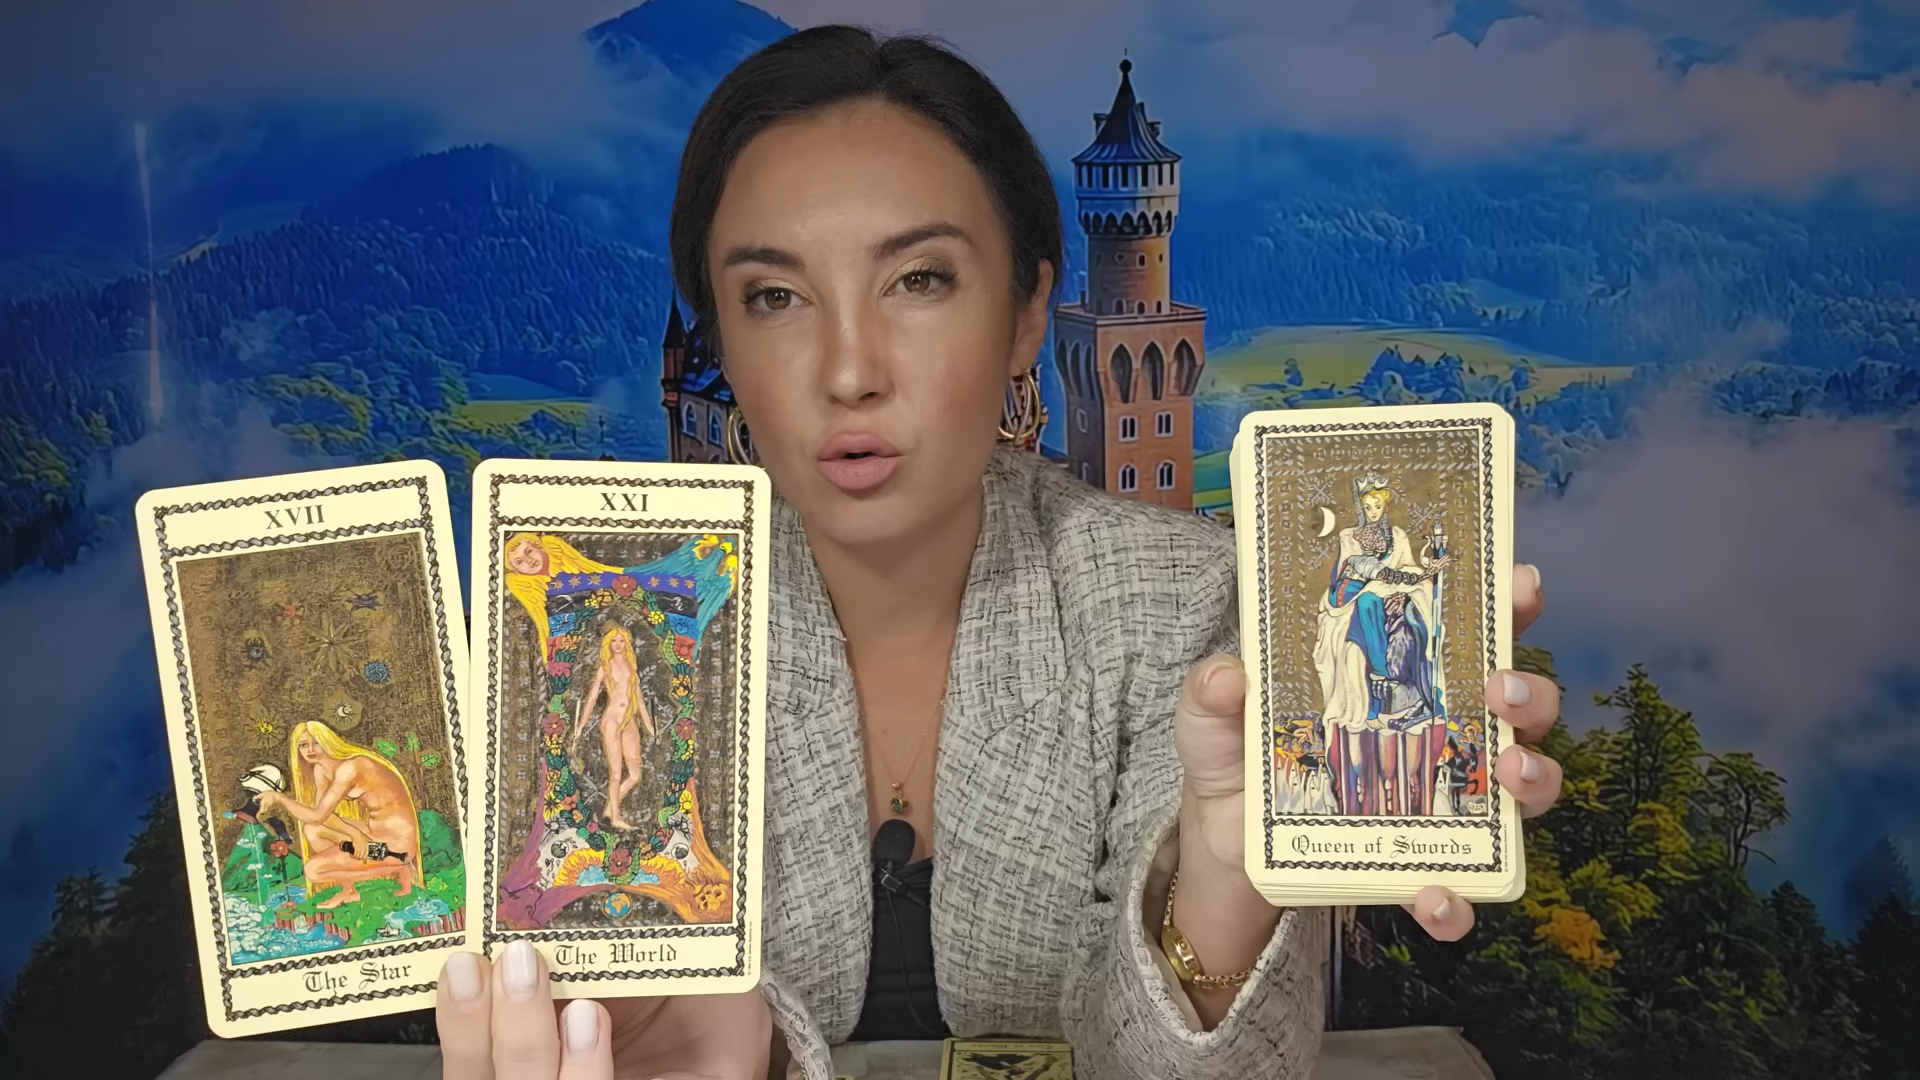 XVII
The Star
XXI
The World
Queen of Swords